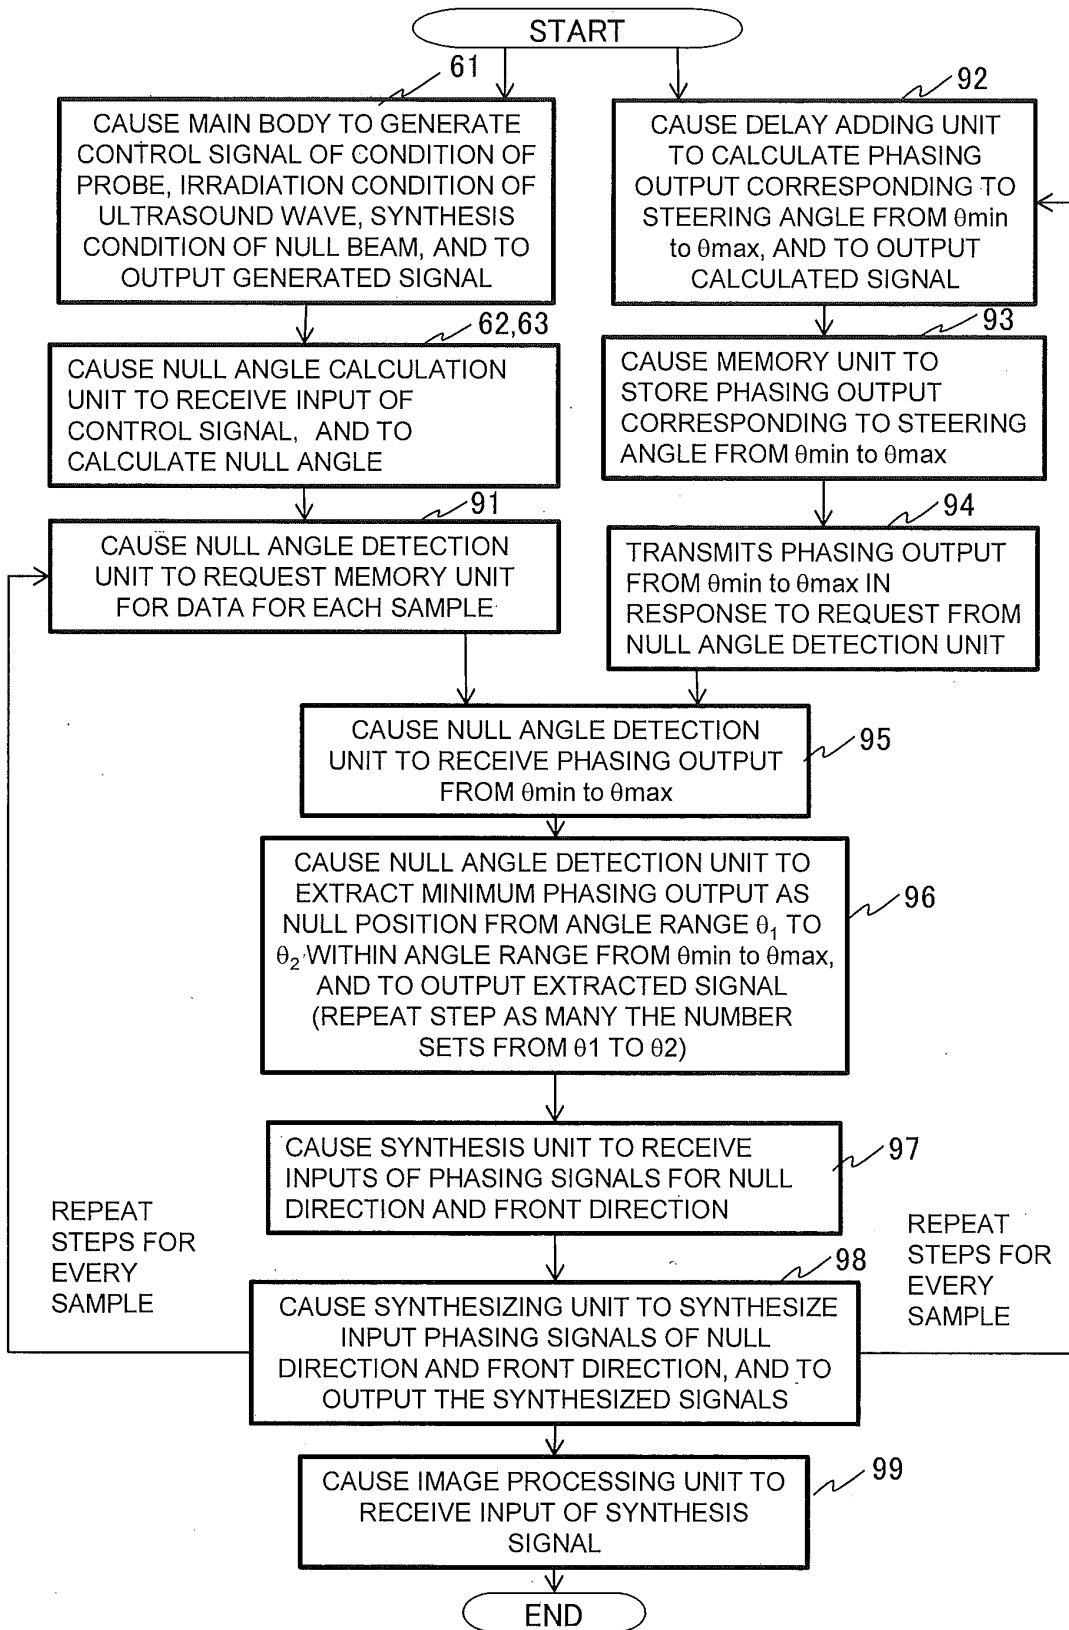 START
61
CAUSE MAIN BODY TO GENERATE
CONTROL SIGNAL OF CONDITION OF
PROBE, IRRADIATION CONDITION OF
ULTRASOUND WAVE, SYNTHESIS
CONDITION OF NULL BEAM, AND TO
OUTPUT GENERATED SIGNAL
92
CAUSE DELAY ADDING UNIT
TO CALCULATE PHASING
OUTPUT CORRESPONDING TO
STEERING ANGLE FROM θmin
to θmax, AND TO OUTPUT
CALCULATED SIGNAL
62,63
CAUSE NULL ANGLE CALCULATION
UNIT TO RECEIVE INPUT OF
CONTROL SIGNAL, AND TO
CALCULATE NULL ANGLE
93
CAUSE MEMORY UNIT TO
STORE PHASING OUTPUT
CORRESPONDING TO STEERING
ANGLE FROM θmin to θmax
91
CAUSE NULL ANGLE DETECTION
UNIT TO REQUEST MEMORY UNIT
FOR DATA FOR EACH SAMPLE
94
TRANSMITS PHASING OUTPUT
FROM θmin to θmax IN
RESPONSE TO REQUEST FROM
NULL ANGLE DETECTION UNIT
95
CAUSE NULL ANGLE DETECTION
UNIT TO RECEIVE PHASING OUTPUT
FROM θmin to θmax
96
CAUSE NULL ANGLE DETECTION UNIT TO
EXTRACT MINIMUM PHASING OUTPUT AS
NULL POSITION FROM ANGLE RANGE θ₁ TO
θ₂ WITHIN ANGLE RANGE FROM θmin to θmax,
AND TO OUTPUT EXTRACTED SIGNAL
(REPEAT STEP AS MANY THE NUMBER
SETS FROM θ1 TO θ2)
97
CAUSE SYNTHESIS UNIT TO RECEIVE
INPUTS OF PHASING SIGNALS FOR NULL
DIRECTION AND FRONT DIRECTION
REPEAT
STEPS FOR
EVERY
SAMPLE
REPEAT
STEPS FOR
EVERY
SAMPLE
98
CAUSE SYNTHESIZING UNIT TO SYNTHESIZE
INPUT PHASING SIGNALS OF NULL
DIRECTION AND FRONT DIRECTION, AND TO
OUTPUT THE SYNTHESIZED SIGNALS
99
CAUSE IMAGE PROCESSING UNIT TO
RECEIVE INPUT OF SYNTHESIS
SIGNAL
END